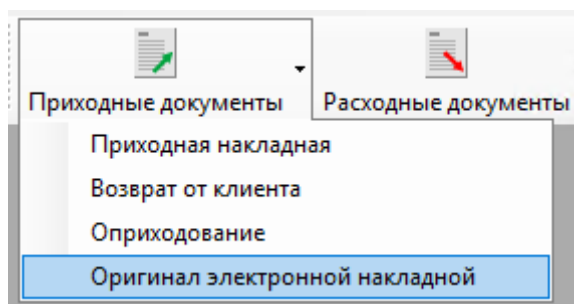 Приходные документы
Расходные документы
Приходная накладная
Возврат от клиента
Оприходование
Оригинал электронной накладной